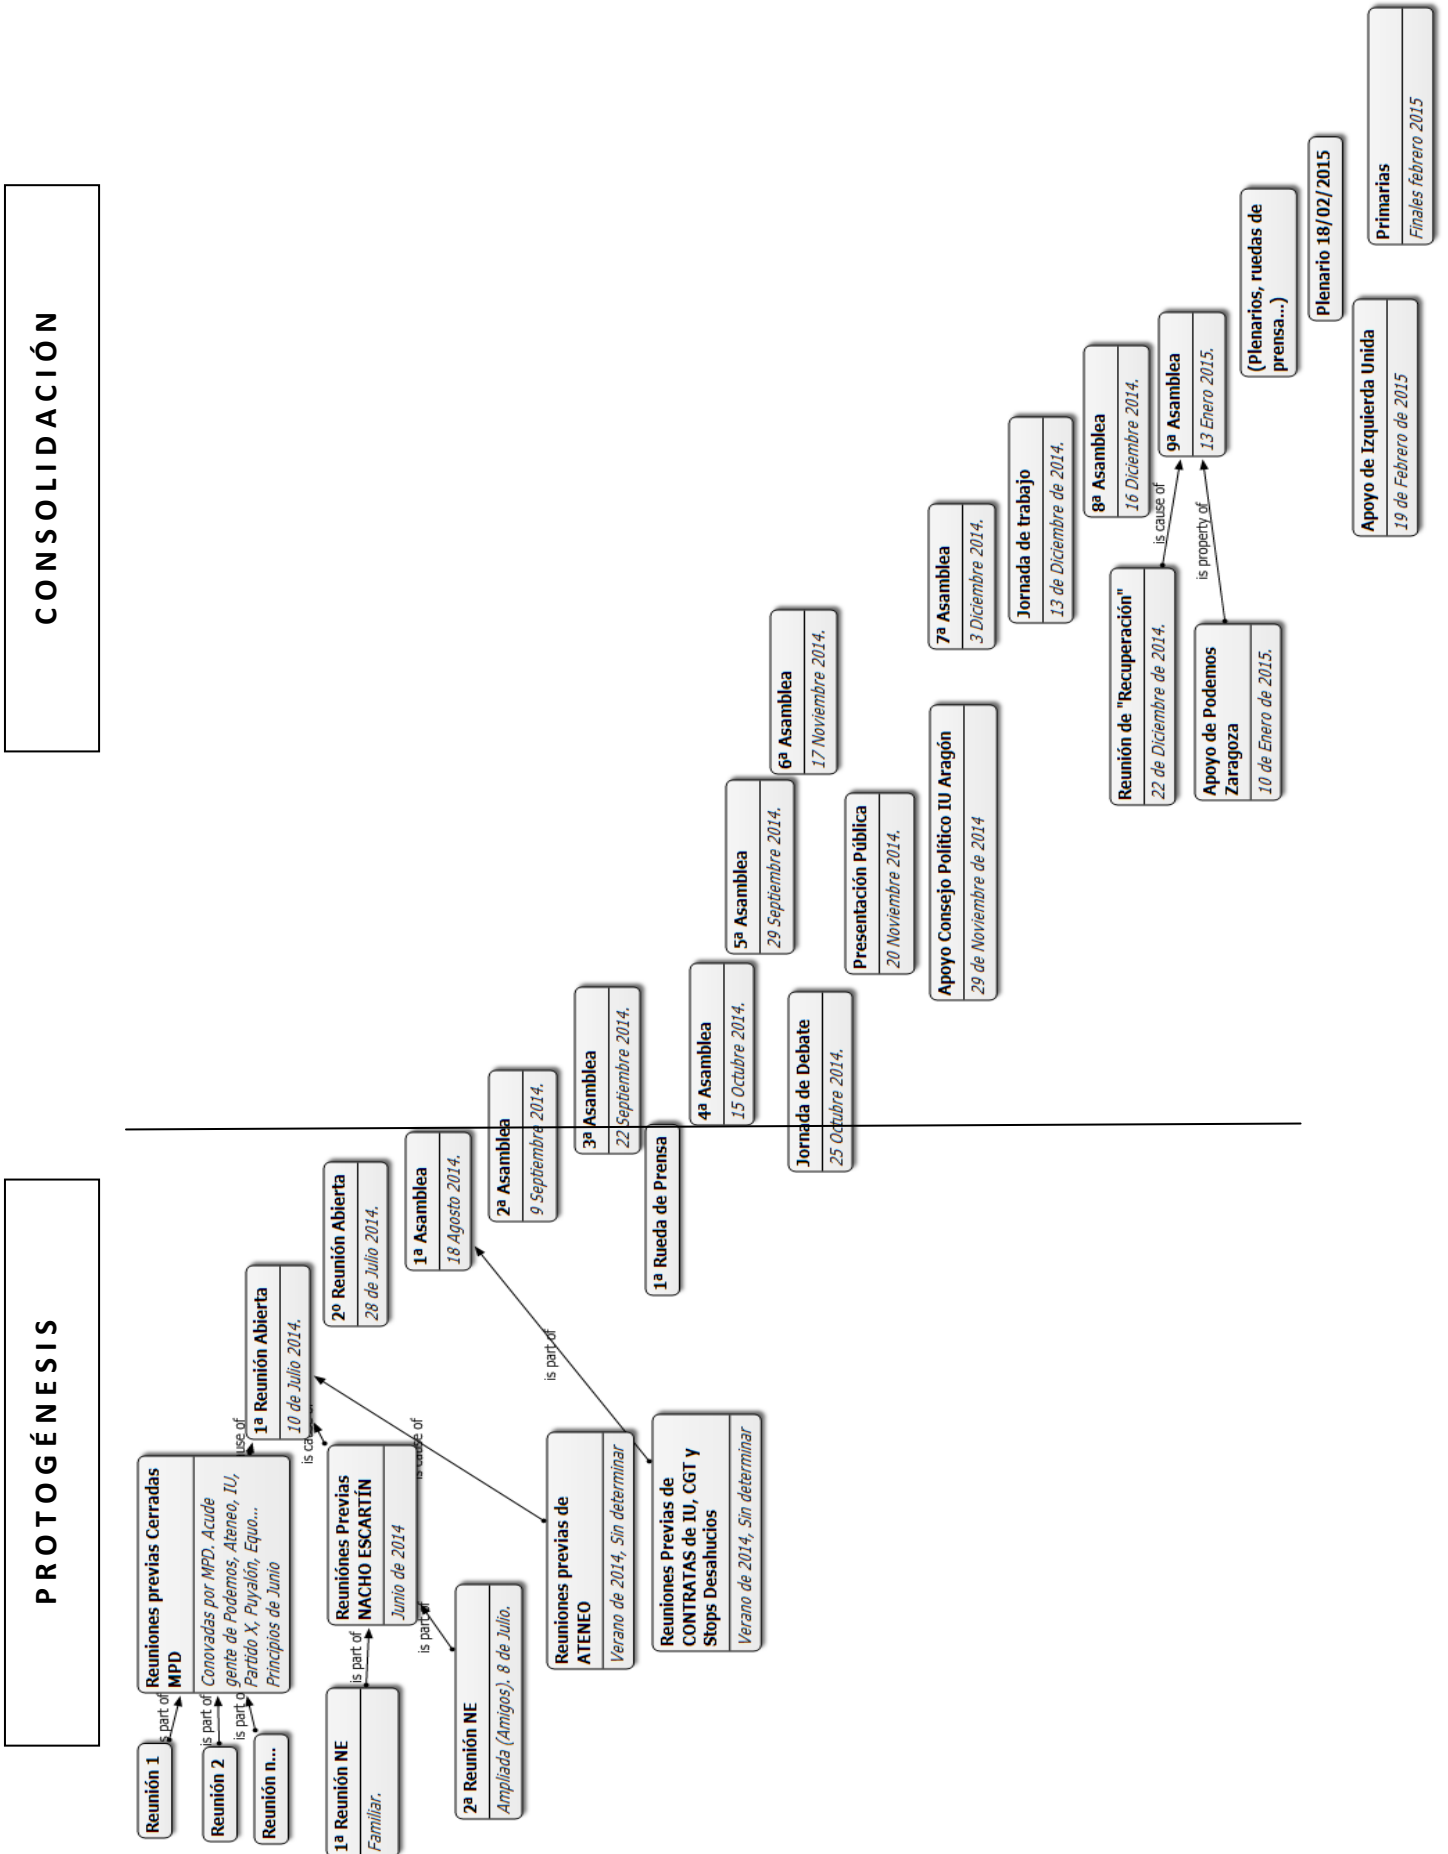 PROTOGÉNESIS
CONSOLIDACIÓN
Reunión 1
Reunión 2
Reunión n...
is part of
is part of
is part o
Reuniones previas Cerradas
MPD
Conovadas por MPD. Acude
gente de Podemos, Ateneo, IU,
Partido X, Puyalón, Equo...
Principios de Junio
use of
1ª Reunión Abierta
10 de Julio 2014.
is ca
1ª Reunión NE
Familiar.
is part of
Reuniónes Previas
NACHO ESCARTÍN
Junio de 2014
is part of
is cause of
2ª Reunión NE
Ampliada (Amigos). 8 de Julio.
Reuniones previas de
ATENEO
Verano de 2014, Sin determinar
Reuniones Previas de
CONTRATAS de IU, CGT y
Stops Desahucios
Verano de 2014, Sin determinar
is part of
2º Reunión Abierta
28 de Julio 2014.
1ª Asamblea
18 Agosto 2014.
2ª Asamblea
9 Septiembre 2014.
3ª Asamblea
22 Septiembre 2014.
1ª Rueda de Prensa
4ª Asamblea
15 Octubre 2014.
Jornada de Debate
25 Octubre 2014.
5ª Asamblea
29 Septiembre 2014.
6ª Asamblea
17 Noviembre 2014.
Presentación Pública
20 Noviembre 2014.
Apoyo Consejo Político IU Aragón
29 de Noviembre de 2014
7ª Asamblea
3 Diciembre 2014.
Jornada de trabajo
13 de Diciembre de 2014.
8ª Asamblea
16 Diciembre 2014.
Reunión de "Recuperación"
22 de Diciembre de 2014.
is cause of
Apoyo de Podemos
Zaragoza
10 de Enero de 2015.
is property of
9ª Asamblea
13 Enero 2015.
(Plenarios, ruedas de
prensa...)
Plenario 18/02/2015
Apoyo de Izquierda Unida
19 de Febrero de 2015
Primarias
Finales febrero 2015